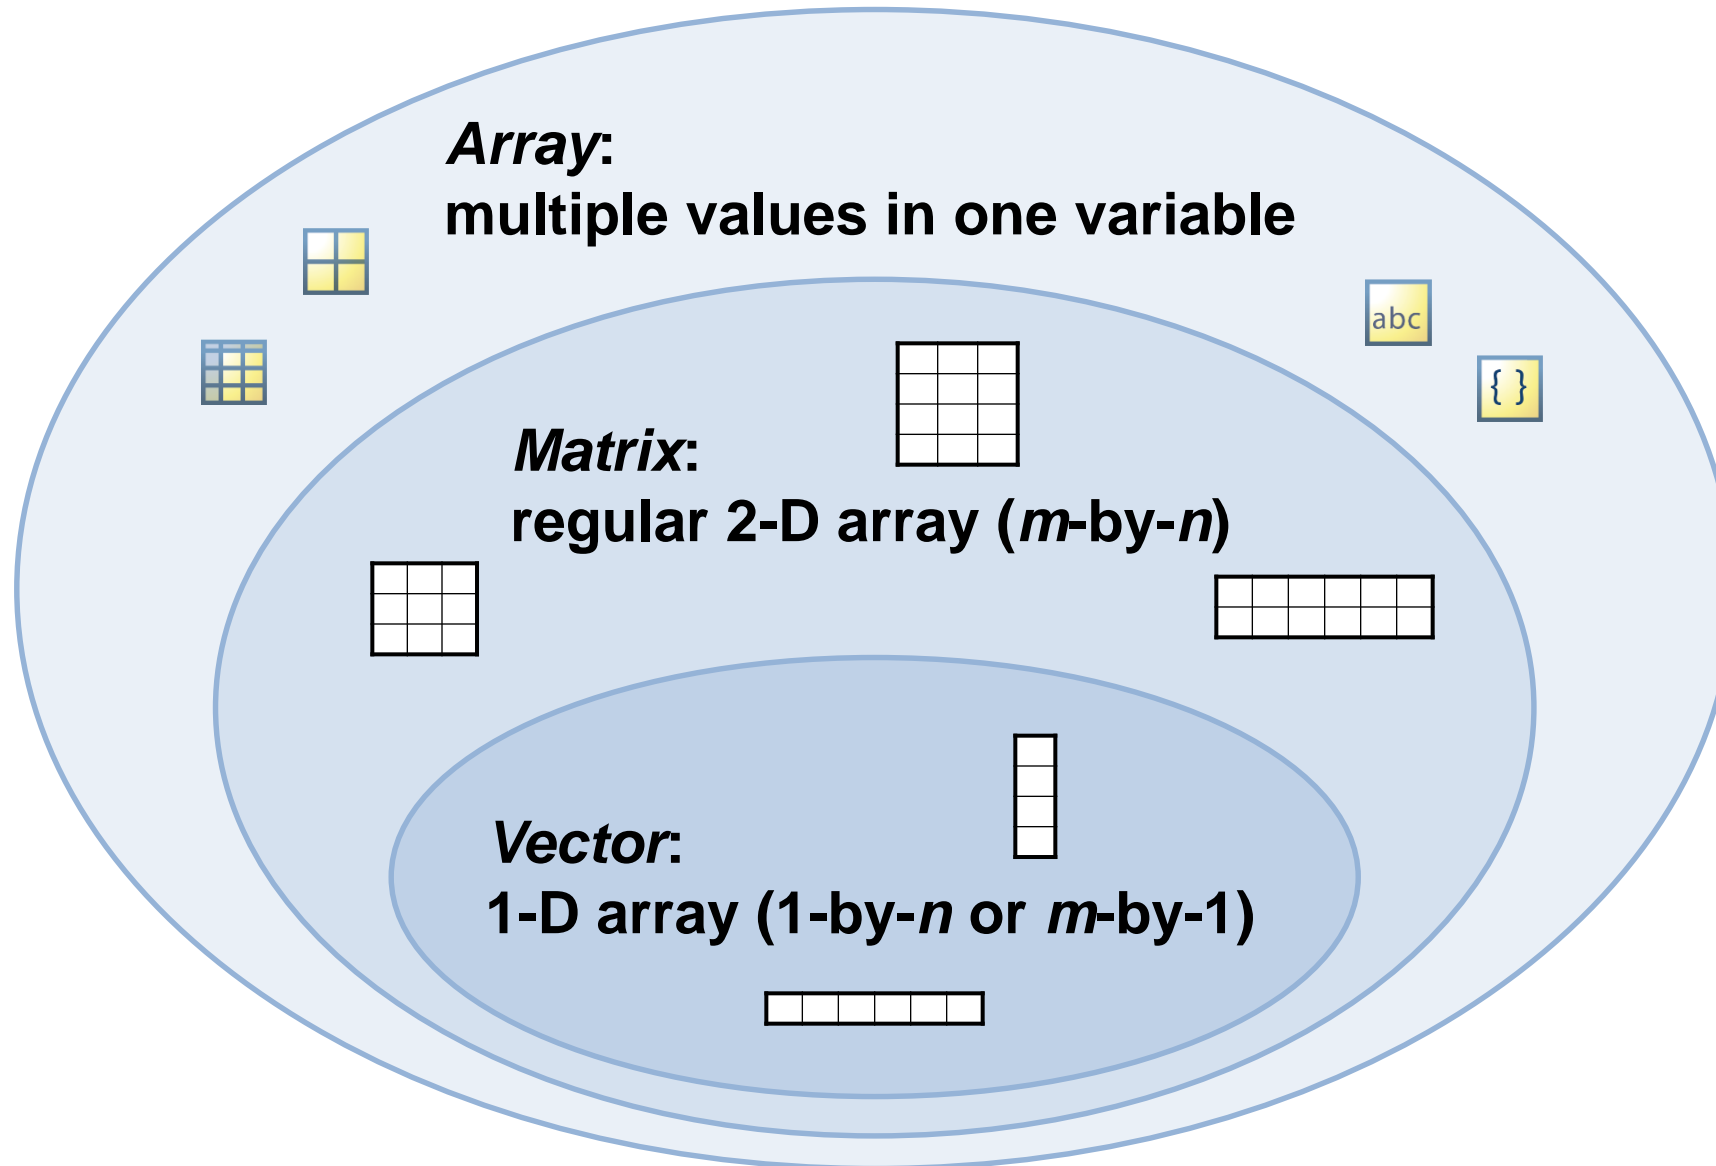 Array:
multiple values in one variable
abc
{ }
Matrix:
regular 2-D array (m-by-n)
Vector:
1-D array (1-by-n or m-by-1)